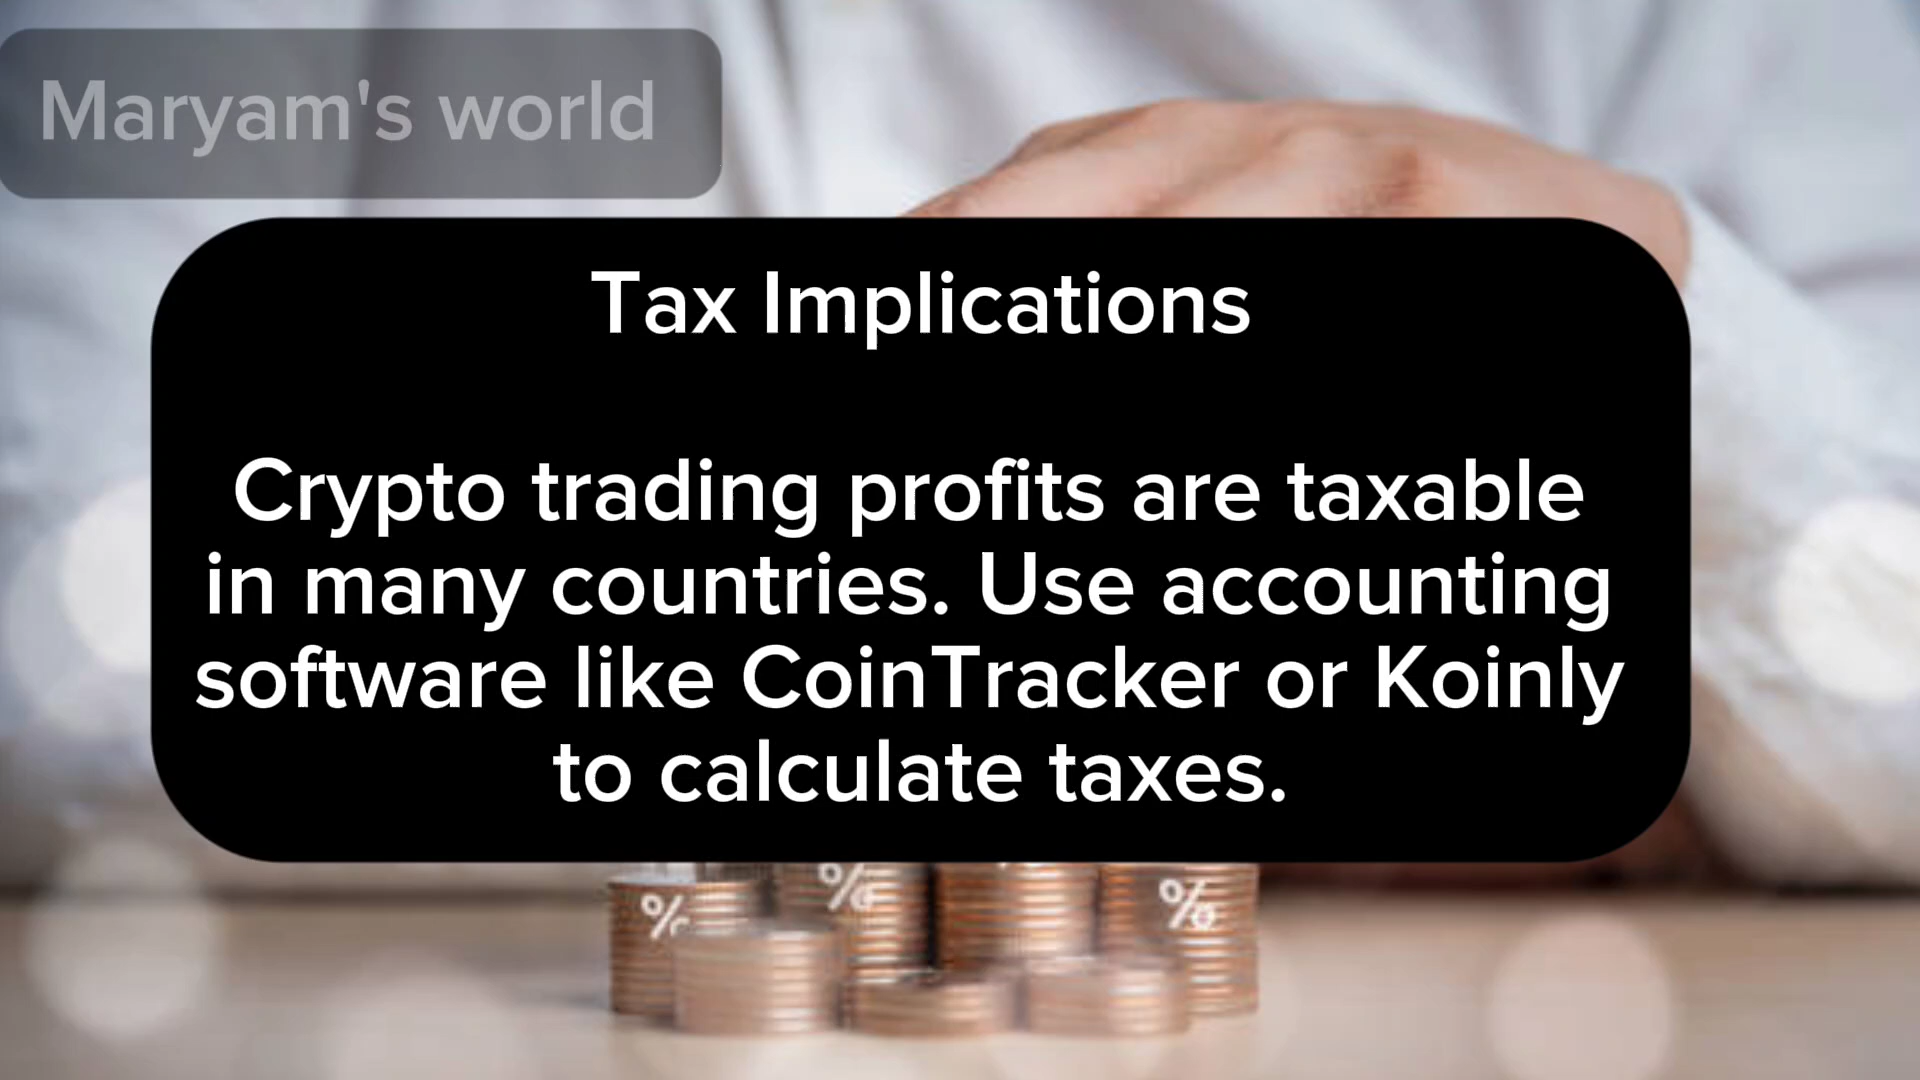 Maryam's world
Tax Implications
Crypto trading profits are taxable
in many countries. Use accounting
software like CoinTracker or Koinly
to calculate taxes.
%
%
%